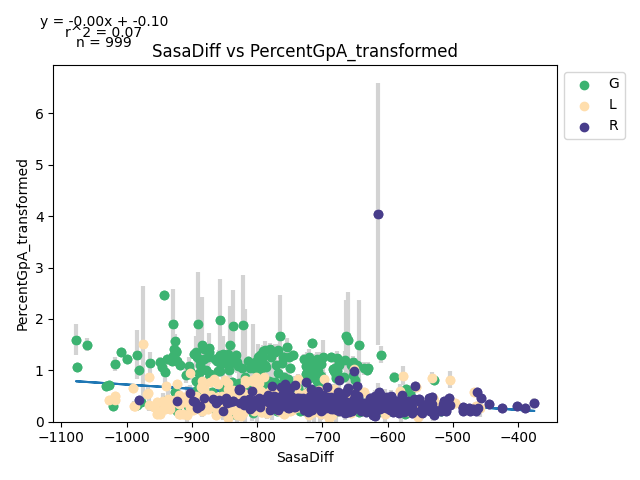 y = -0.00x + -0.10
r^2 = 0.07
n = 999
SasaDiff vs PercentGpA_transformed
G
L
R
PercentGpA_transformed
6
5
4
3
2
1
0
−1100 −1000 −900 −800 −700 −600 −500 −400
SasaDiff